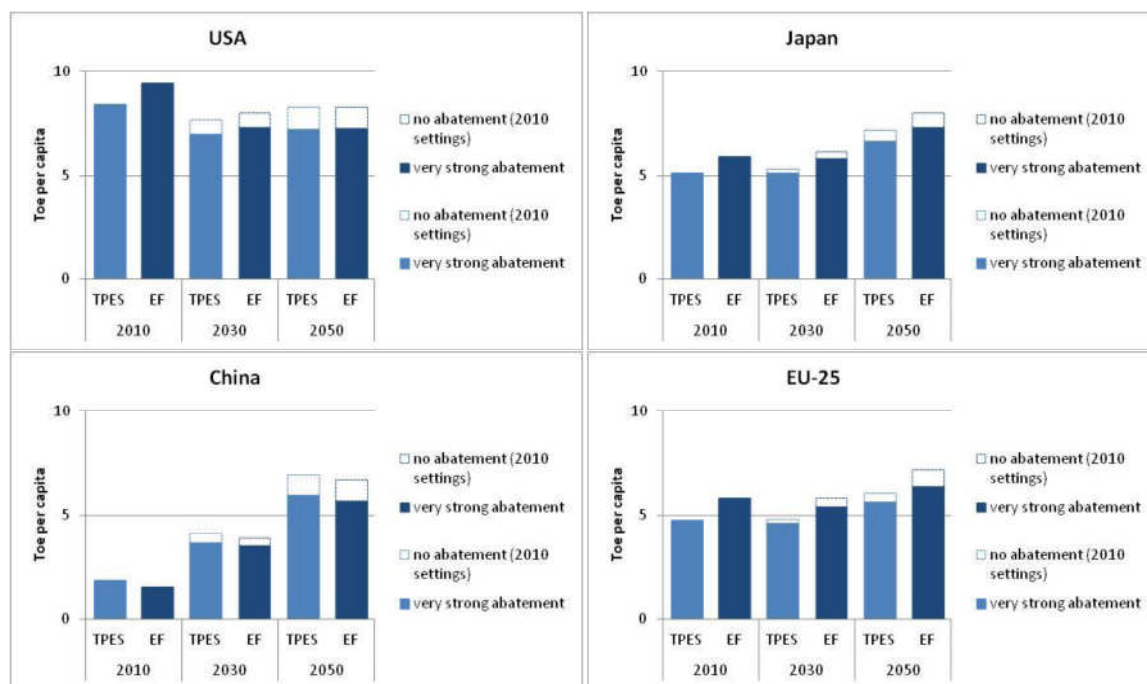 USA
10
5
0
Toe per capita
TPES EF TPES EF TPES EF
2010 2030 2050
no abatement (2010
settings)
very strong abatement
no abatement (2010
settings)
very strong abatement
Japan
10
5
0
Toe per capita
TPES EF TPES EF TPES EF
2010 2030 2050
no abatement (2010
settings)
very strong abatement
no abatement (2010
settings)
very strong abatement
China
10
5
0
Toe per capita
TPES EF TPES EF TPES EF
2010 2030 2050
no abatement (2010
settings)
very strong abatement
no abatement (2010
settings)
very strong abatement
EU-25
10
5
0
Toe per capita
TPES EF TPES EF TPES EF
2010 2030 2050
no abatement (2010
settings)
very strong abatement
no abatement (2010
settings)
very strong abatement